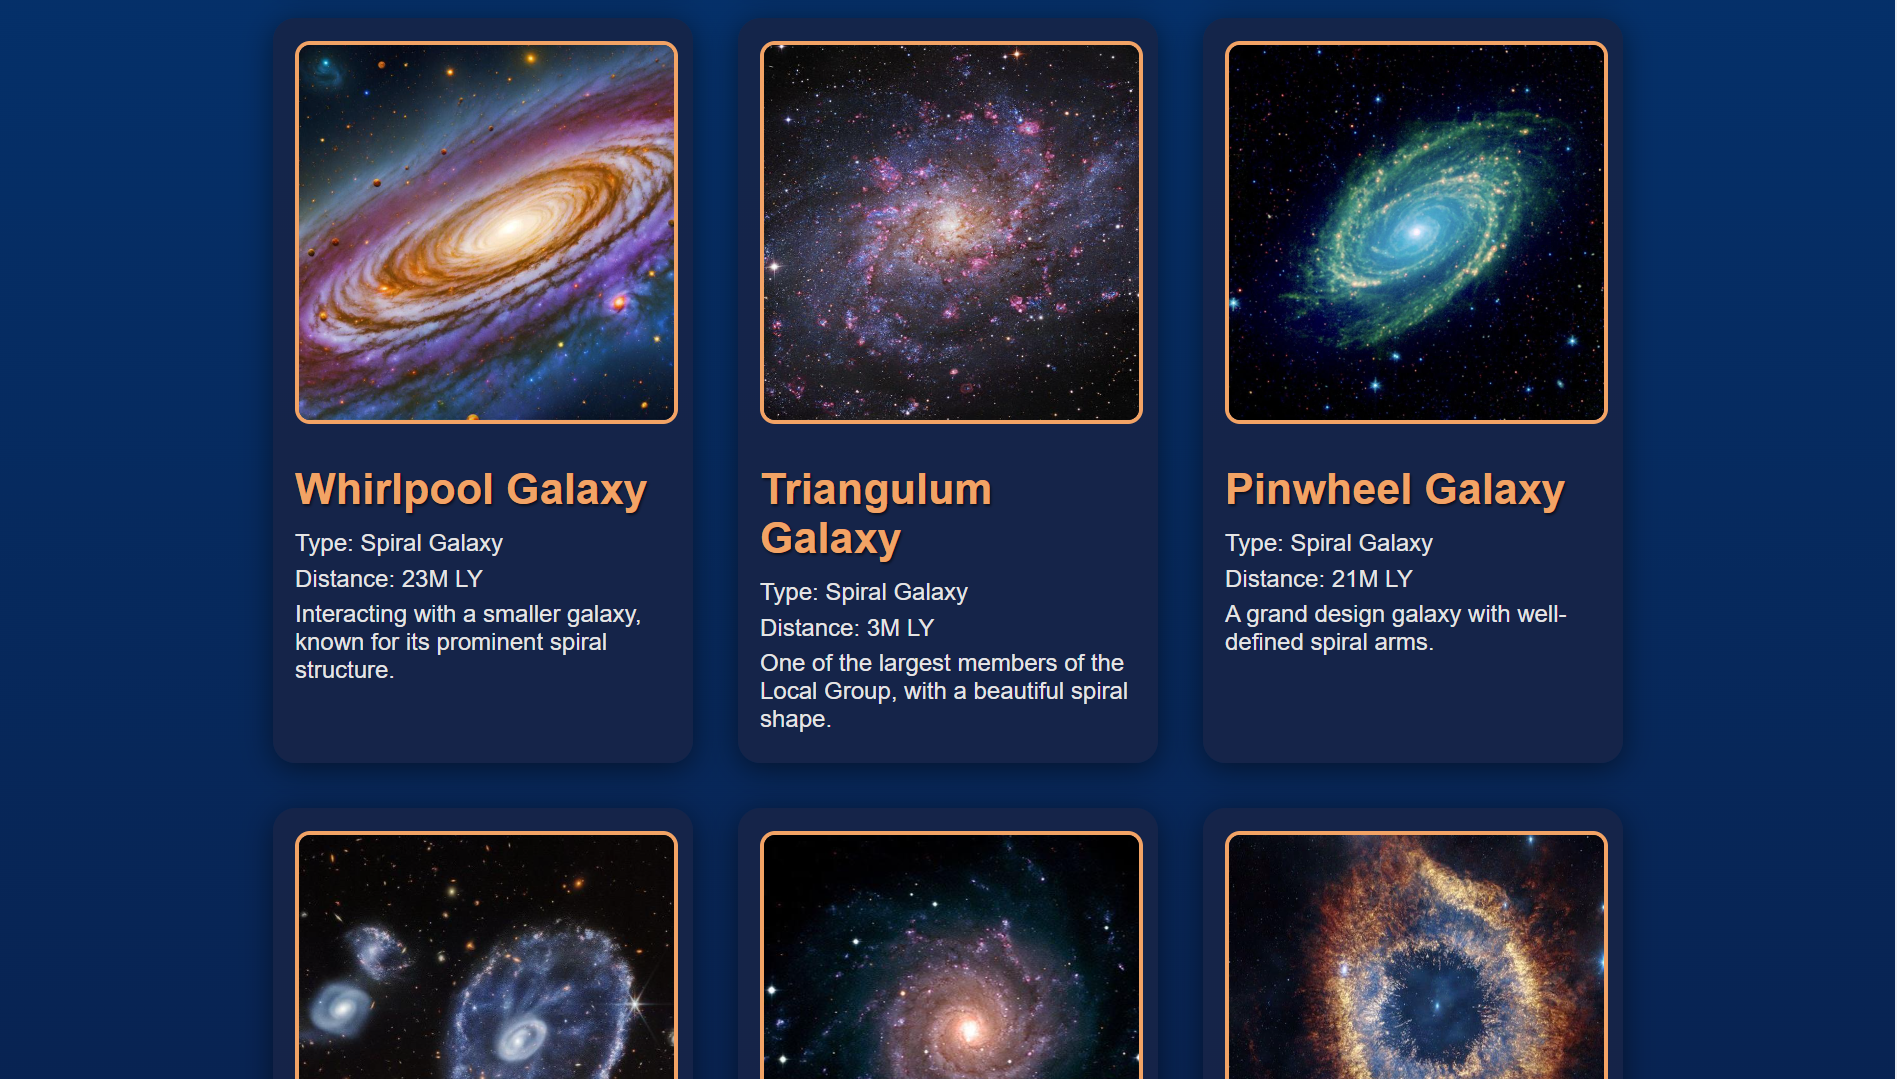 Whirlpool Galaxy
Type: Spiral Galaxy
Distance: 23M LY
Interacting with a smaller galaxy,
known for its prominent spiral
structure.
Triangulum
Galaxy
Type: Spiral Galaxy
Distance: 3M LY
One of the largest members of the
Local Group, with a beautiful spiral
shape.
Pinwheel Galaxy
Type: Spiral Galaxy
Distance: 21M LY
A grand design galaxy with well-
defined spiral arms.